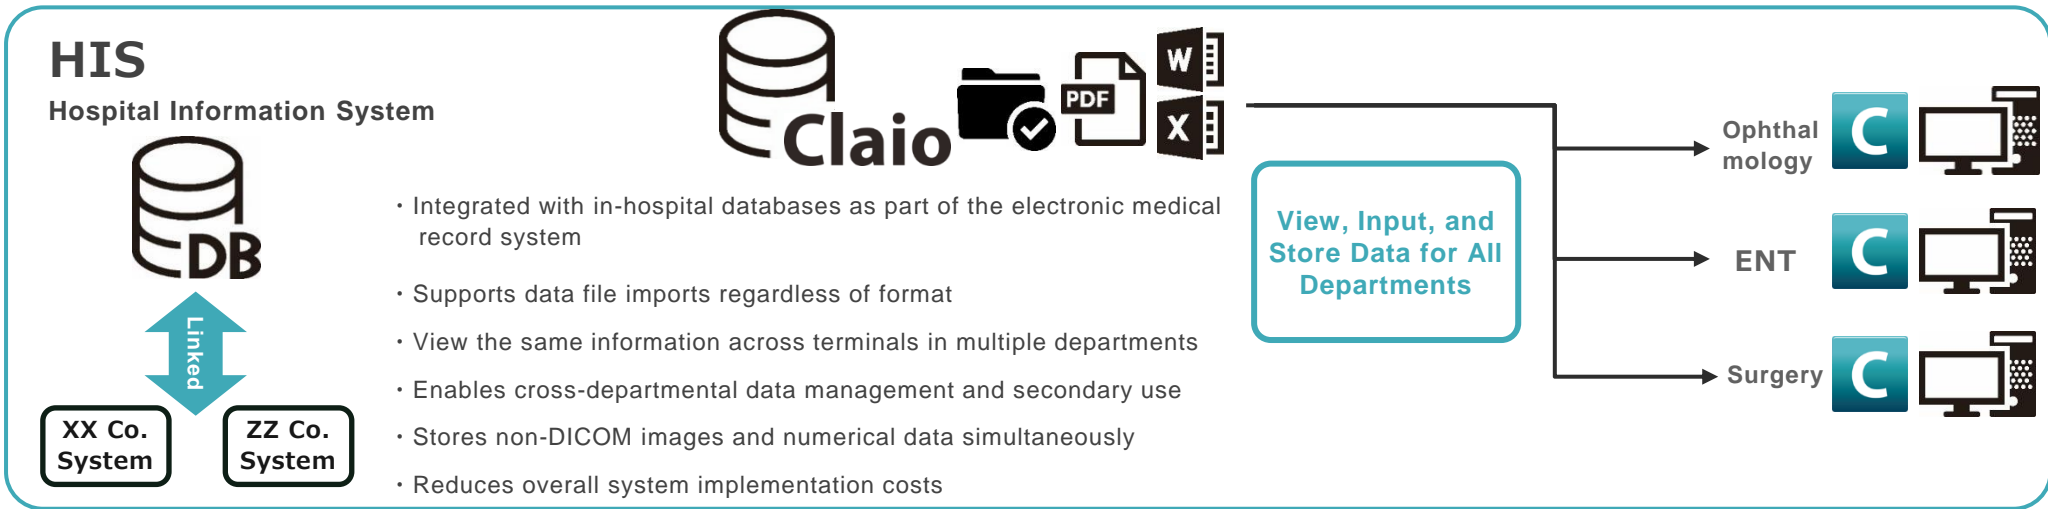 HIS
Hospital Information System
DB
Linked
XX Co.
System
ZZ Co.
System
Claio
PDF
W
X
・Integrated with in-hospital databases as part of the electronic medical
record system
・Supports data file imports regardless of format
・View the same information across terminals in multiple departments
・Enables cross-departmental data management and secondary use
・Stores non-DICOM images and numerical data simultaneously
・Reduces overall system implementation costs
View, Input, and
Store Data for All
Departments
Ophthal
mology
C
ENT
C
Surgery
C